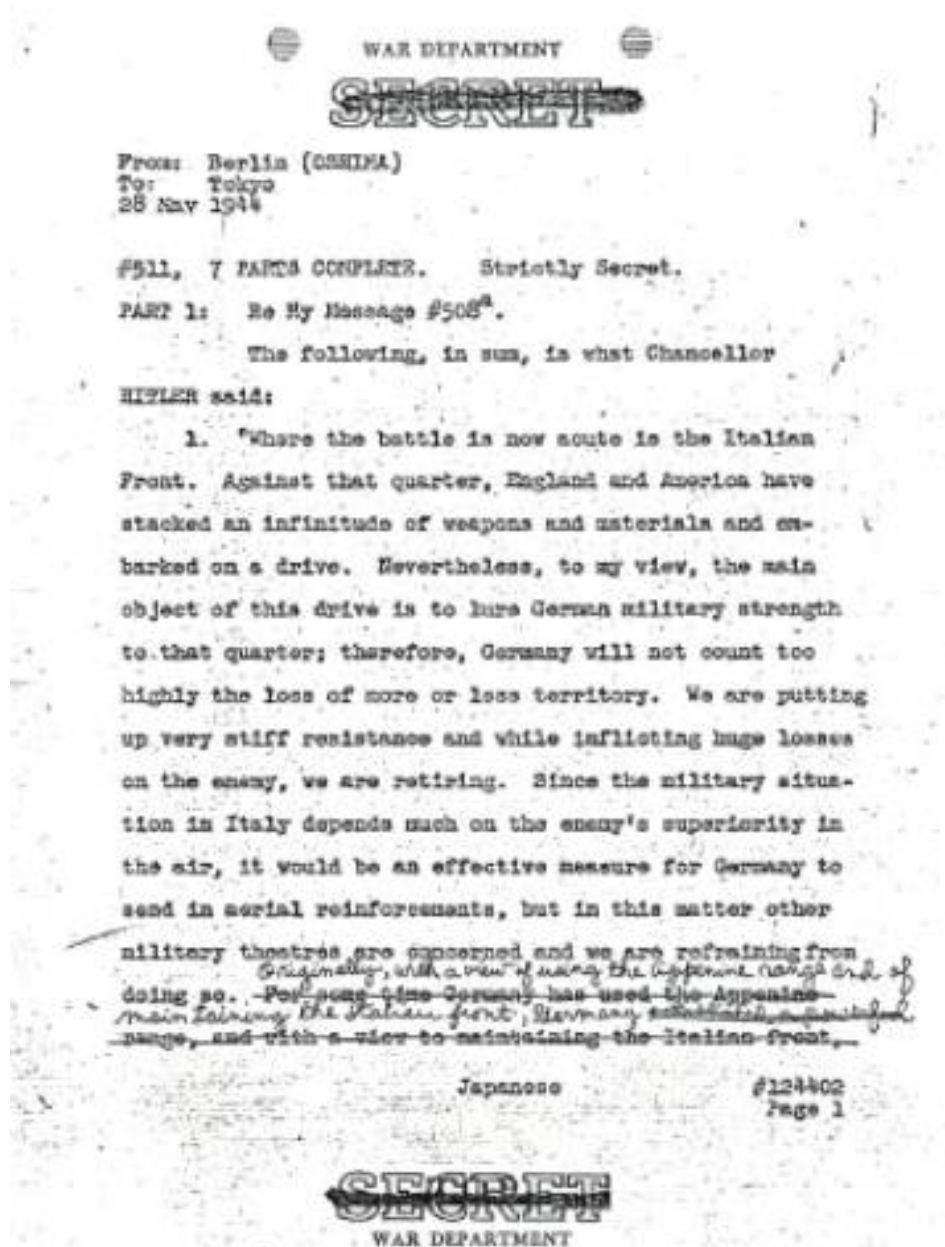 WAR DEPARTMENT
SECRET
From: Berlin (OSHIMA)
To: Tokyo
28 May 1944
#511, 7 PARTS COMPLETE. Strictly Secret.
PART 1: Re My Message #508a.
The following, in sum, is what Chancellor
HITLER said:
1. "Where the battle is now acute is the Italian
Front. Against that quarter, England and America have
stacked an infinitude of weapons and materials and em-
barked on a drive. Nevertheless, to my view, the main
object of this drive is to lure German military strength
to that quarter; therefore, Germany will not count too
highly the loss of more or less territory. We are putting
up very stiff resistance and while inflicting huge losses
on the enemy, we are retiring. Since the military situa-
tion in Italy depends much on the enemy's superiority in
the air, it would be an effective measure for Germany to
send in aerial reinforcements, but in this matter other
military theatres are concerned and we are refraining from
Originally, with a view of using the Appenine range and of
doing so. For some time Germany has used the Appenine
maintaining the Italian front, Germany
range, and with a view to maintaining the Italian front,
Japanese #124402
Page 1
SECRET
WAR DEPARTMENT